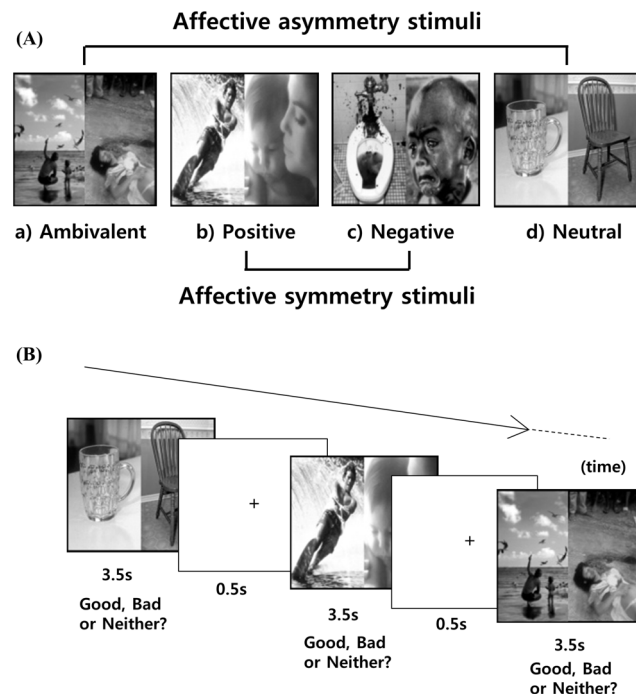 (A)
Affective asymmetry stimuli
a) Ambivalent
b) Positive
c) Negative
d) Neutral
Affective symmetry stimuli
(B)
(time)
3.5s
Good, Bad
or Neither?
0.5s
3.5s
Good, Bad
or Neither?
0.5s
3.5s
Good, Bad
or Neither?